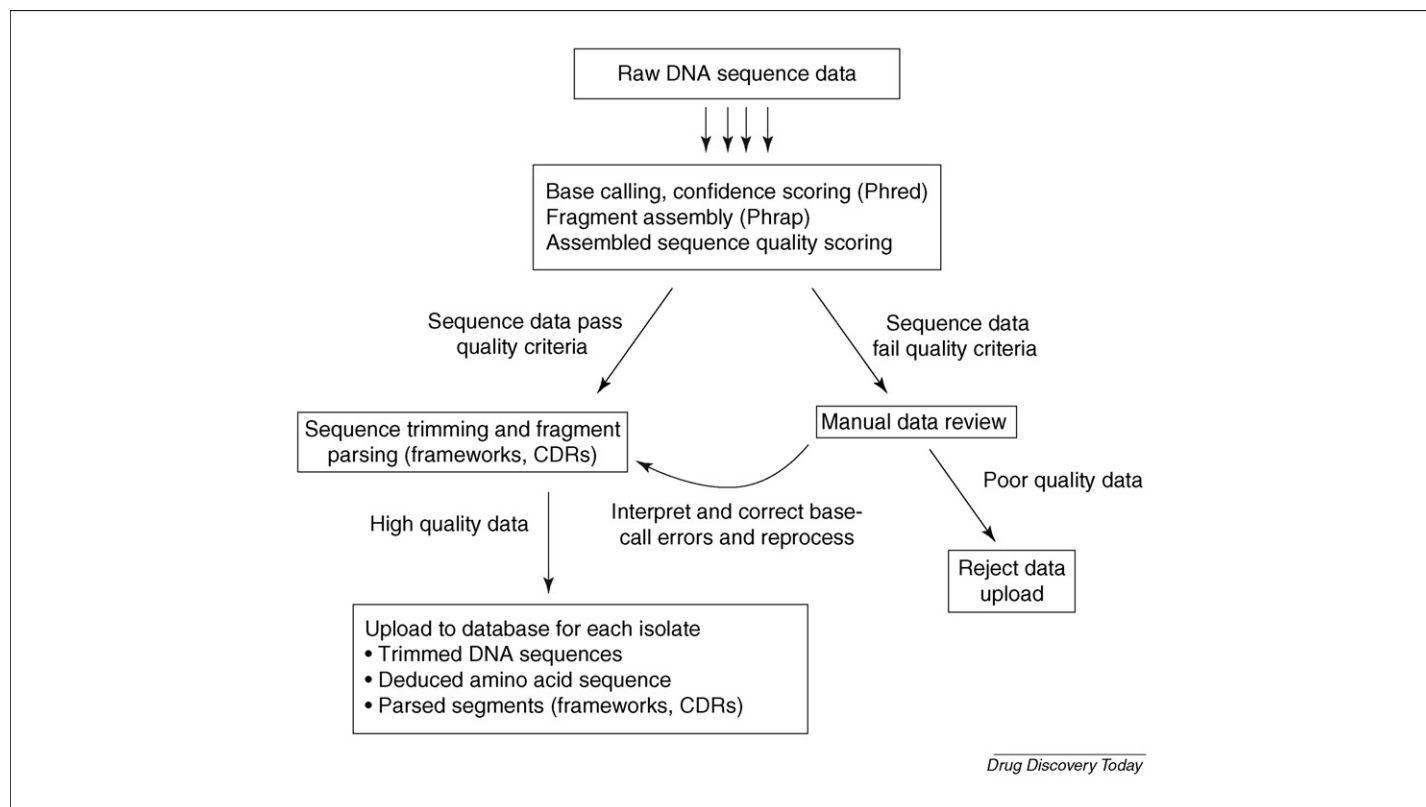 Raw DNA sequence data
Base calling, confidence scoring (Phred)
Fragment assembly (Phrap)
Assembled sequence quality scoring
Sequence data pass
quality criteria
Sequence data
fail quality criteria
Sequence trimming and fragment
parsing (frameworks, CDRs)
Manual data review
Poor quality data
High quality data
Interpret and correct base-
call errors and reprocess
Reject data
upload
Upload to database for each isolate
• Trimmed DNA sequences
• Deduced amino acid sequence
• Parsed segments (frameworks, CDRs)
Drug Discovery Today